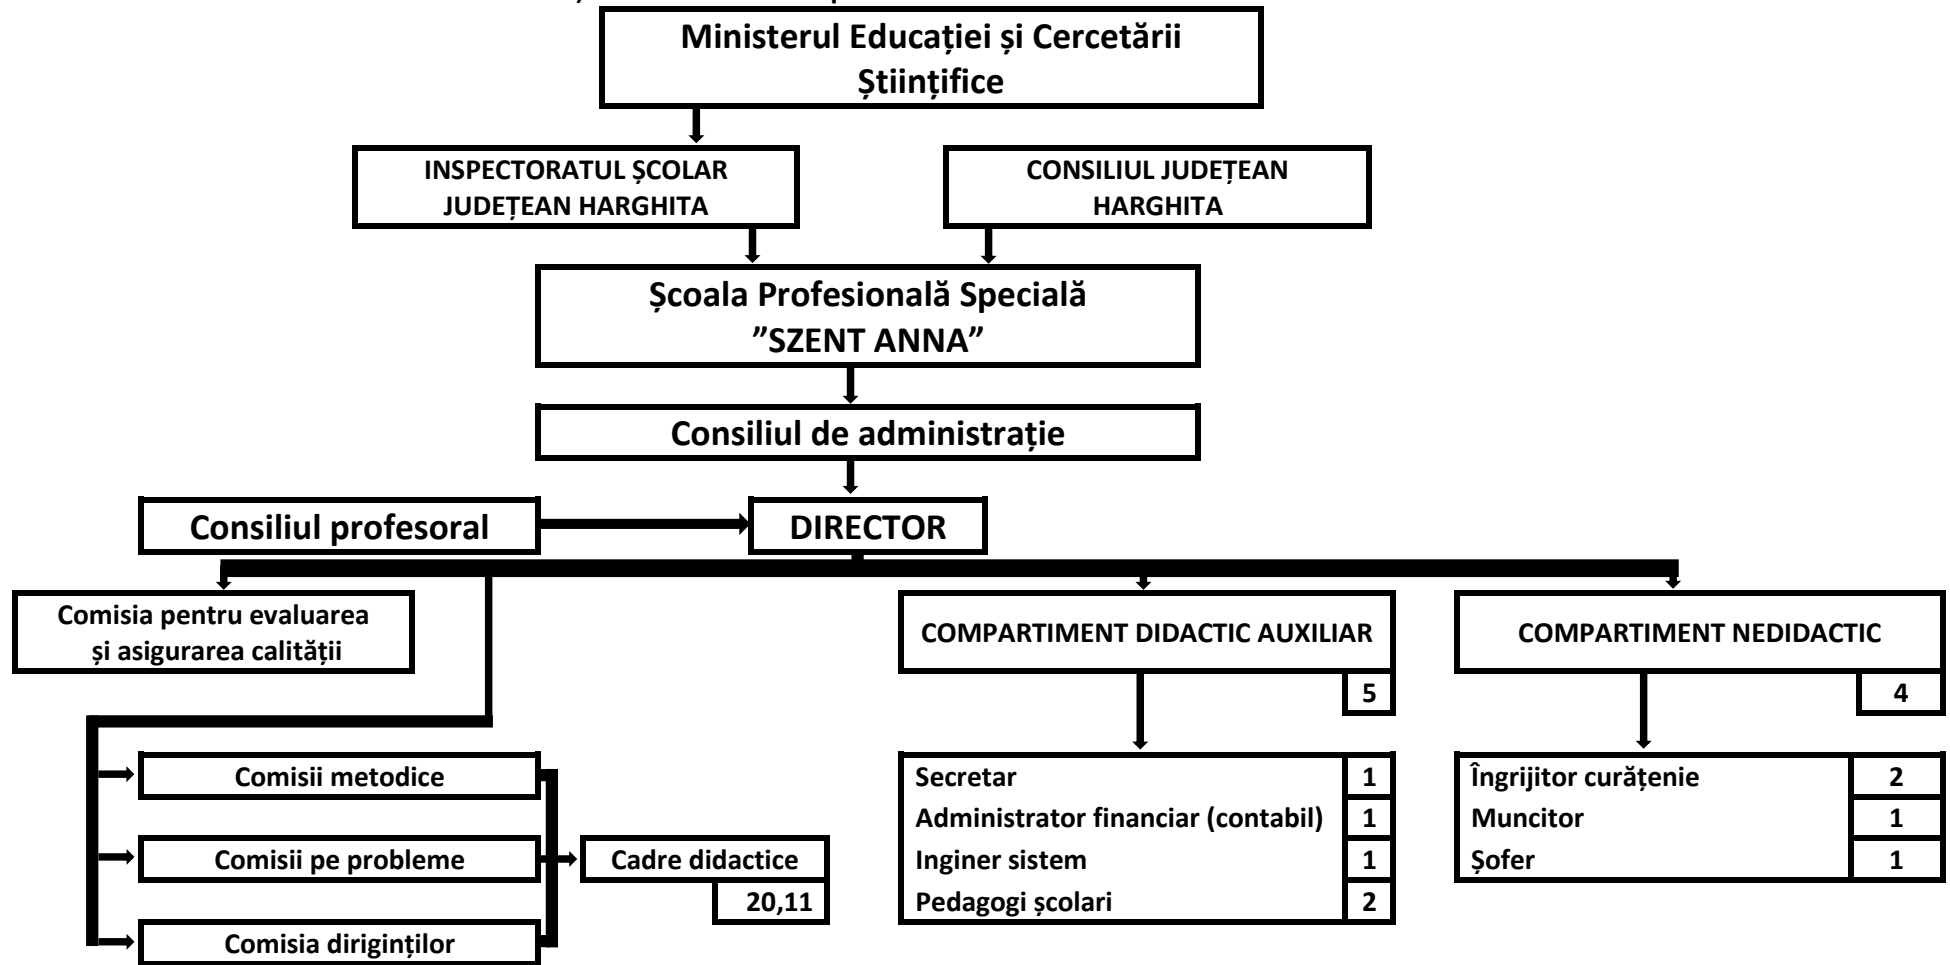 Ministerul Educației și Cercetării
Științifice
INSPECTORATUL ȘCOLAR
JUDEȚEAN HARGHITA
CONSILIUL JUDEȚEAN
HARGHITA
Școala Profesională Specială
”SZENT ANNA”
Consiliul de administrație
Consiliul profesoral
DIRECTOR
Comisia pentru evaluarea
și asigurarea calității
COMPARTIMENT DIDACTIC AUXILIAR
5
COMPARTIMENT NEDIDACTIC
4
Comisii metodice
Comisii pe probleme
Comisia diriginților
Cadre didactice
20,11
Secretar 1
Administrator financiar (contabil) 1
Inginer sistem 1
Pedagogi școlari 2
Îngrijitor curățenie 2
Muncitor 1
Șofer 1